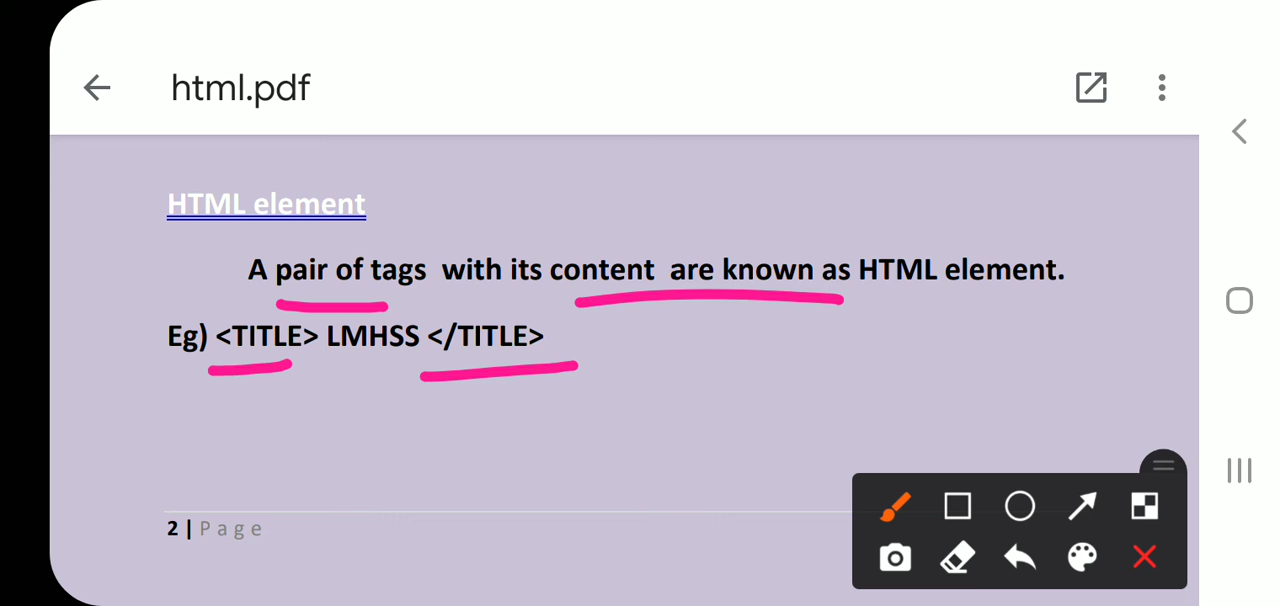 html.pdf
HTML element
A pair of tags with its content are known as HTML element.
Eg) <TITLE> LMHSS </TITLE>
2 | Page